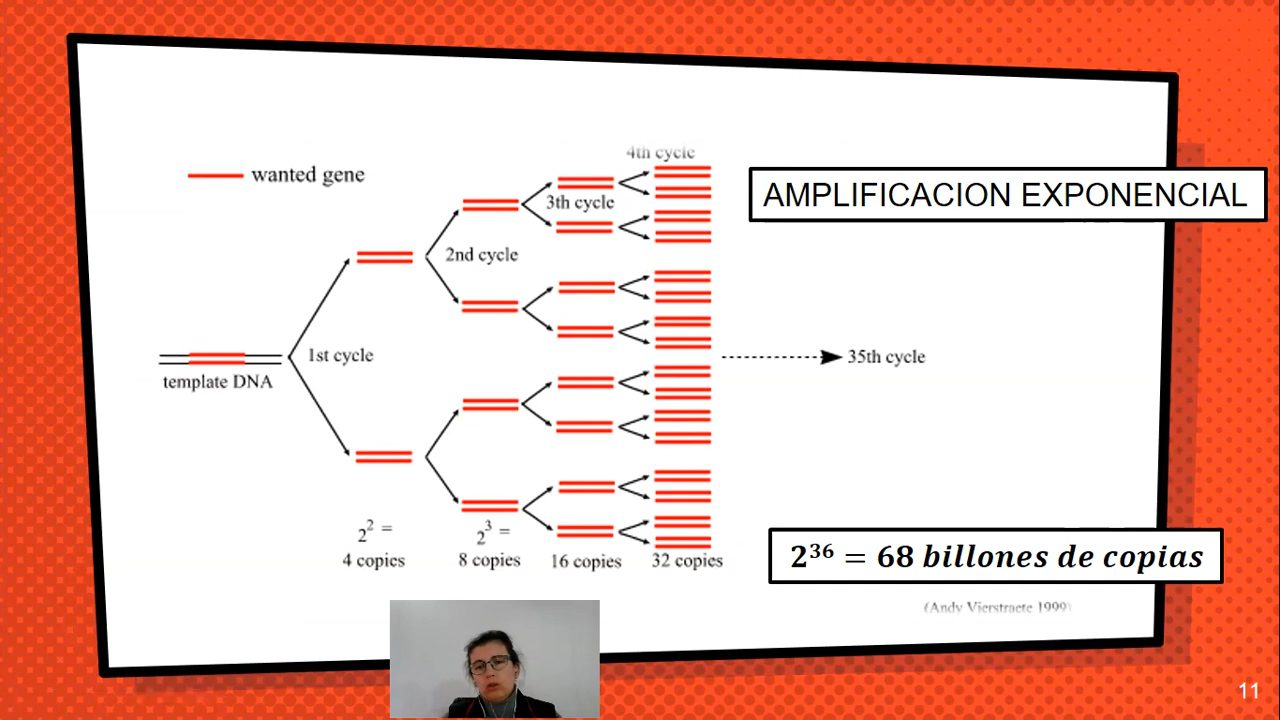 4th cycle
wanted gene
AMPLIFICACION EXPONENCIAL
3th cycle
2nd cycle
1st cycle
35th cycle
template DNA
2² =
4 copies
2³ =
8 copies
16 copies
32 copies
2³⁶ = 68 billones de copias
(Andy Vierstraete 1999)
11